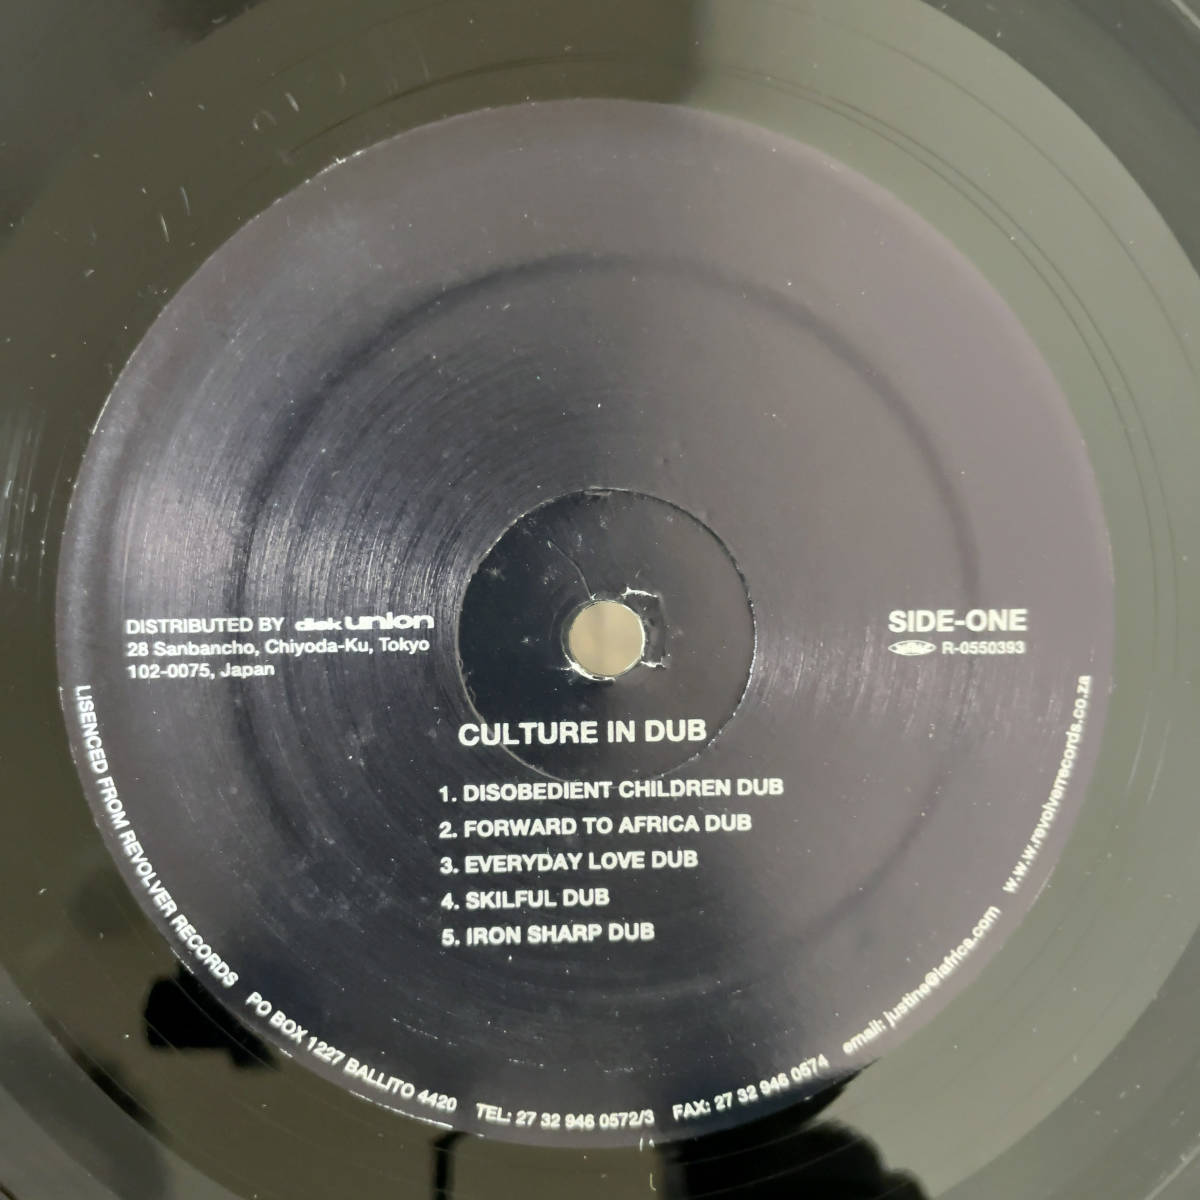 DISTRIBUTED BY disk union
28 Sanbancho, Chiyoda-Ku, Tokyo
102-0075, Japan
SIDE-ONE
R-0550393
CULTURE IN DUB
1. DISOBEDIENT CHILDREN DUB
2. FORWARD TO AFRICA DUB
3. EVERYDAY LOVE DUB
4. SKILFUL DUB
5. IRON SHARP DUB
LISENCED FROM REVOLVER RECORDS PO BOX 1227 BALLITO 4420 TEL: 27 32 946 0572/3 FAX: 27 32 946 0574 email: justine@iafrica.com www.revolverrecords.co.za